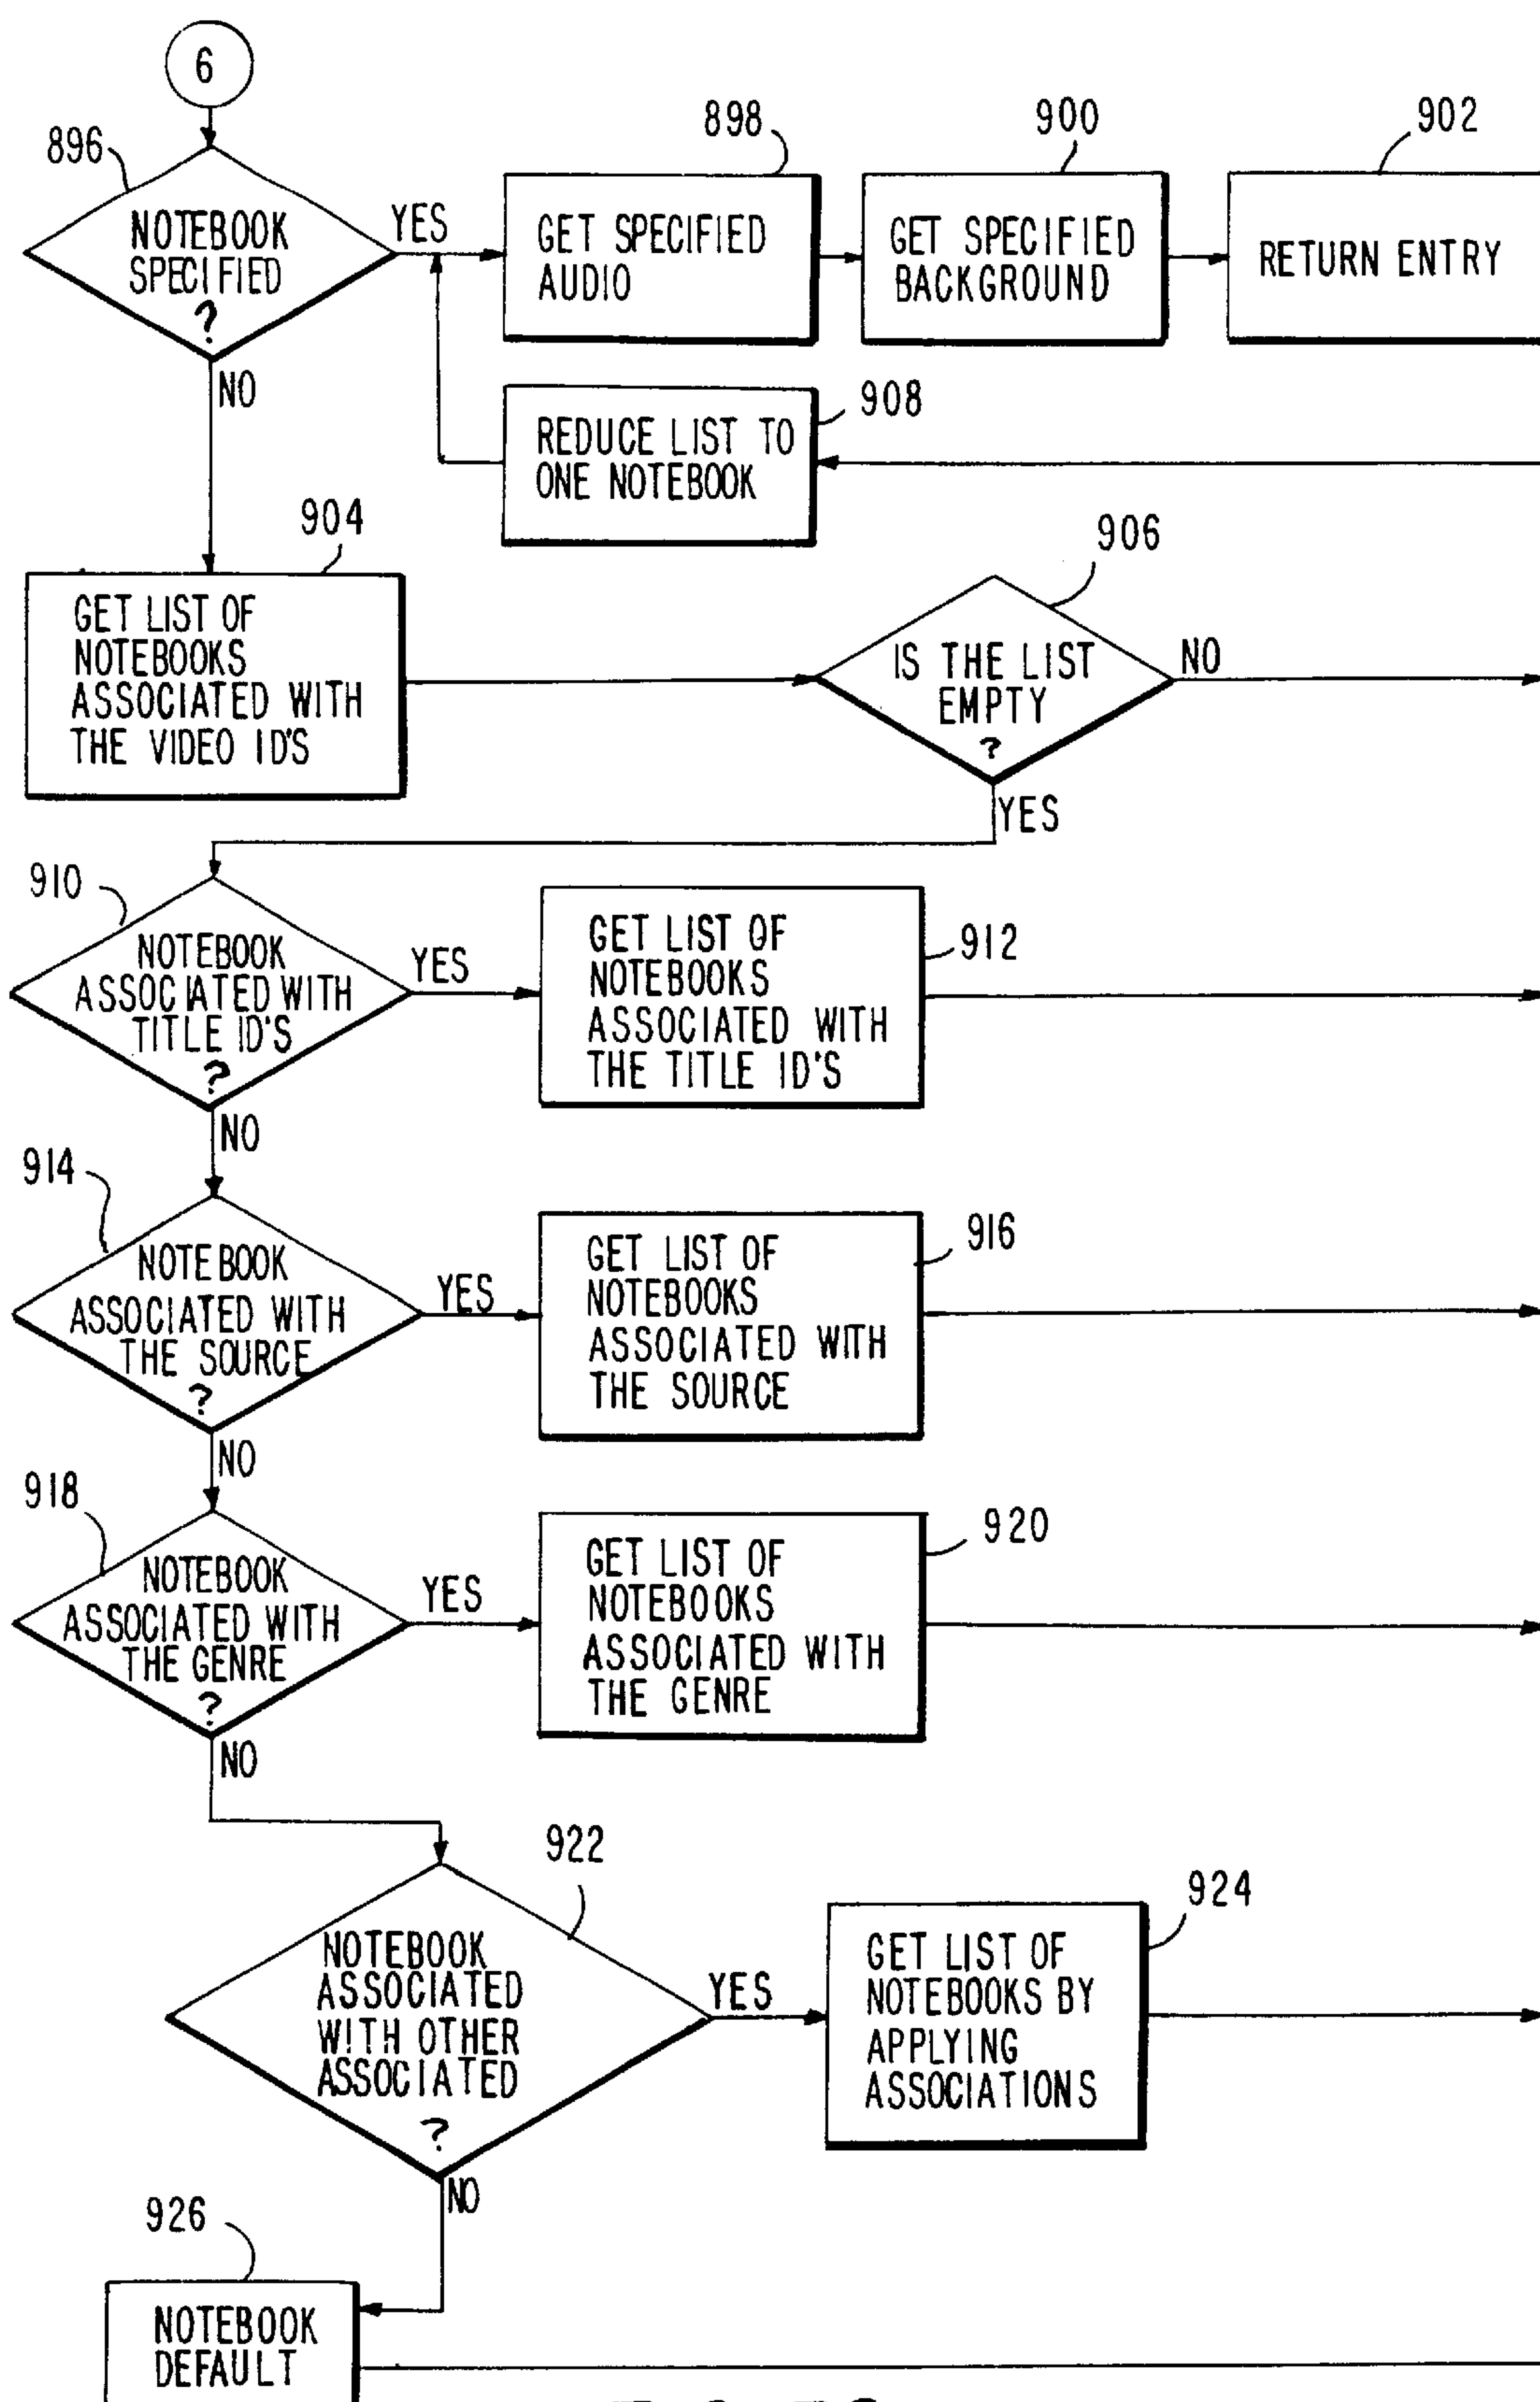 6
896
NOTEBOOK
SPECIFIED
?
YES
NO
898
GET SPECIFIED
AUDIO
900
GET SPECIFIED
BACKGROUND
902
RETURN ENTRY
908
REDUCE LIST TO
ONE NOTEBOOK
904
GET LIST OF
NOTEBOOKS
ASSOCIATED WITH
THE VIDEO ID'S
906
IS THE LIST
EMPTY
?
NO
YES
910
NOTEBOOK
ASSOCIATED WITH
TITLE ID'S
?
YES
NO
912
GET LIST OF
NOTEBOOKS
ASSOCIATED WITH
THE TITLE ID'S
914
NOTEBOOK
ASSOCIATED WITH
THE SOURCE
?
YES
NO
916
GET LIST OF
NOTEBOOKS
ASSOCIATED WITH
THE SOURCE
918
NOTEBOOK
ASSOCIATED WITH
THE GENRE
?
YES
NO
920
GET LIST OF
NOTEBOOKS
ASSOCIATED WITH
THE GENRE
922
NOTEBOOK
ASSOCIATED
WITH OTHER
ASSOCIATED
?
YES
NO
924
GET LIST OF
NOTEBOOKS BY
APPLYING
ASSOCIATIONS
926
NOTEBOOK
DEFAULT